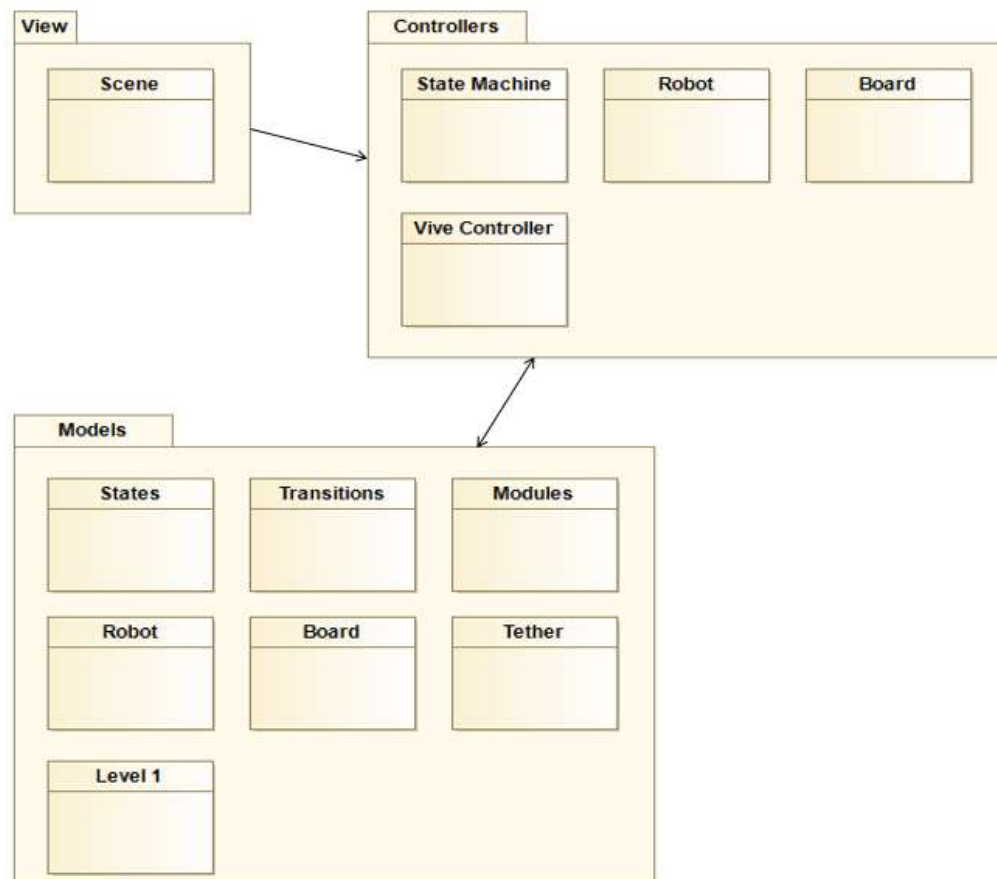 View
Controllers
Scene
State Machine
Robot
Board
Vive Controller
Models
States
Transitions
Modules
Robot
Board
Tether
Level 1